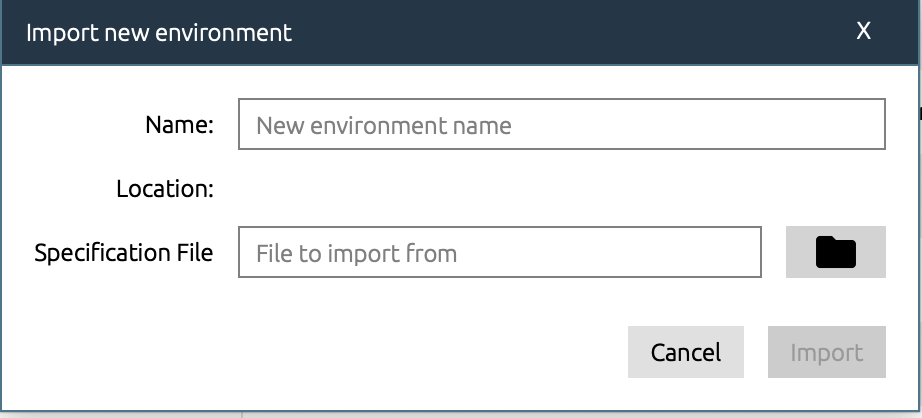 Import new environment X
Name: New environment name
Location:
Specification File File to import from
Cancel Import